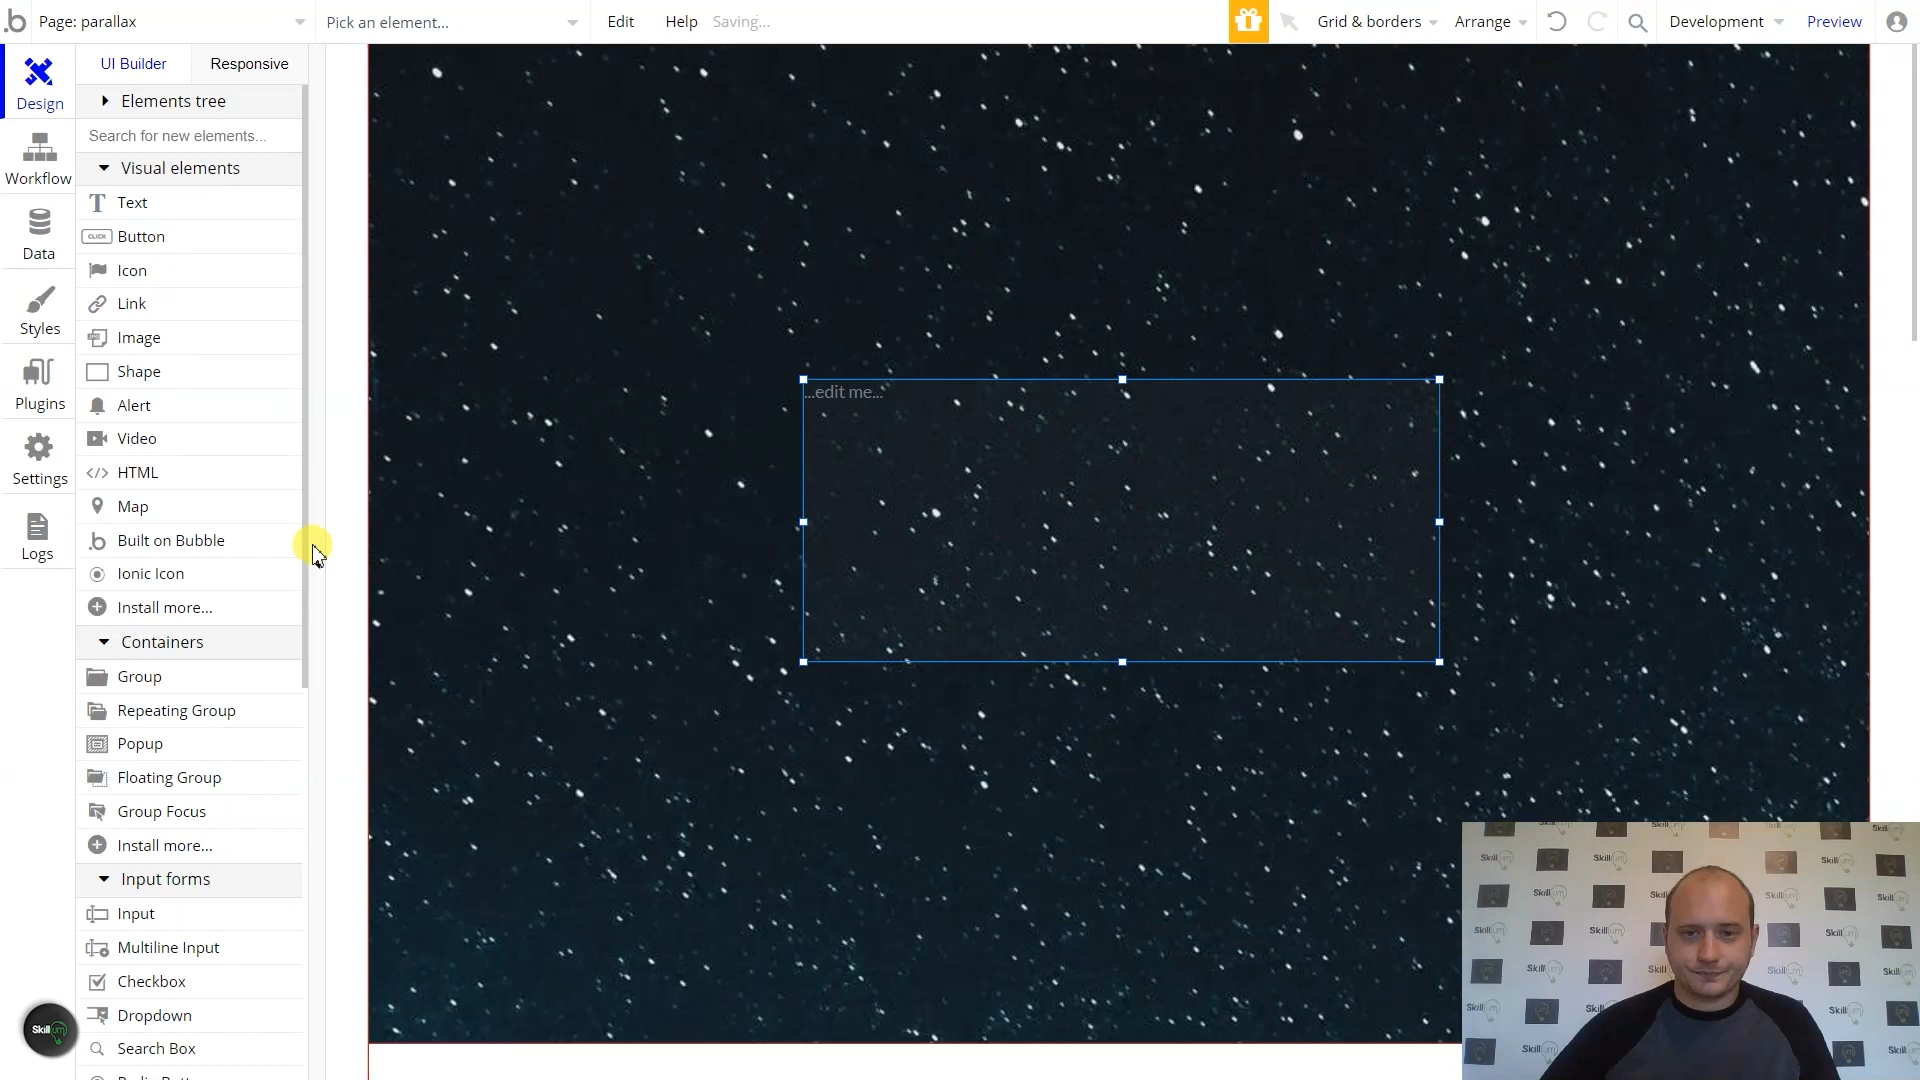 Page: parallax
Pick an element...
Edit
Help
Saving...
Grid & borders
Arrange
Development
Preview
Design
Workflow
Data
Styles
Plugins
Settings
Logs
UI Builder
Responsive
Elements tree
Search for new elements...
Visual elements
Text
CLICK Button
Icon
Link
Image
Shape
Alert
Video
HTML
Map
Built on Bubble
Ionic Icon
Install more...
Containers
Group
Repeating Group
Popup
Floating Group
Group Focus
Install more...
Input forms
Input
Multiline Input
Checkbox
Dropdown
Search Box
...edit me...
Skillum